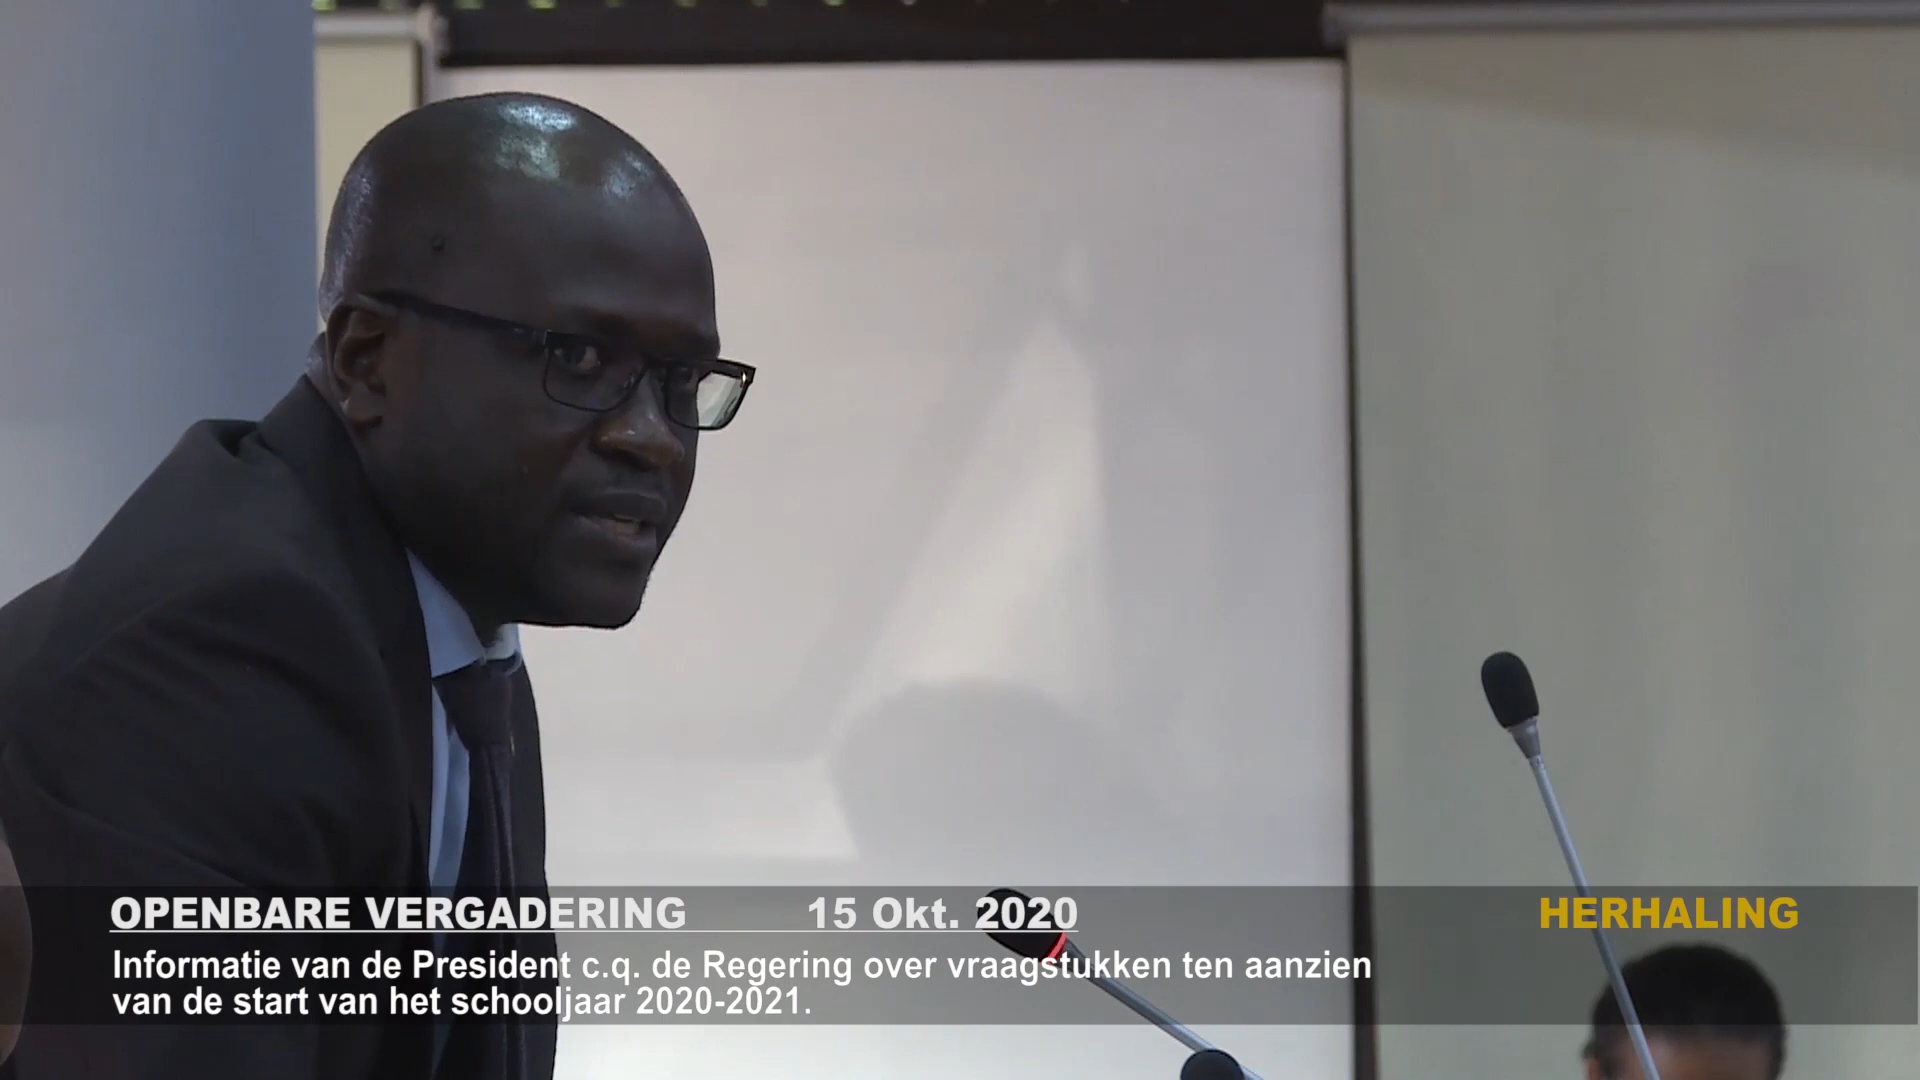 OPENBARE VERGADERING 15 Okt. 2020 HERHALING
Informatie van de President c.q. de Regering over vraagstukken ten aanzien
van de start van het schooljaar 2020-2021.